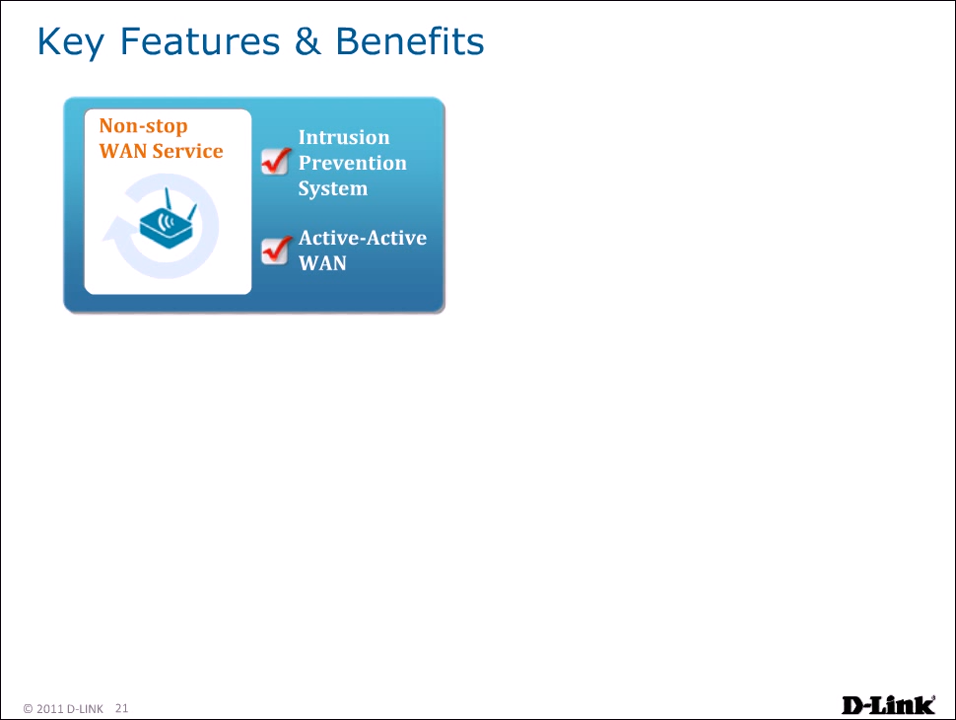 Key Features & Benefits
Non-stop
WAN Service
Intrusion
Prevention
System
Active-Active
WAN
© 2011 D-LINK 21
D-Link®